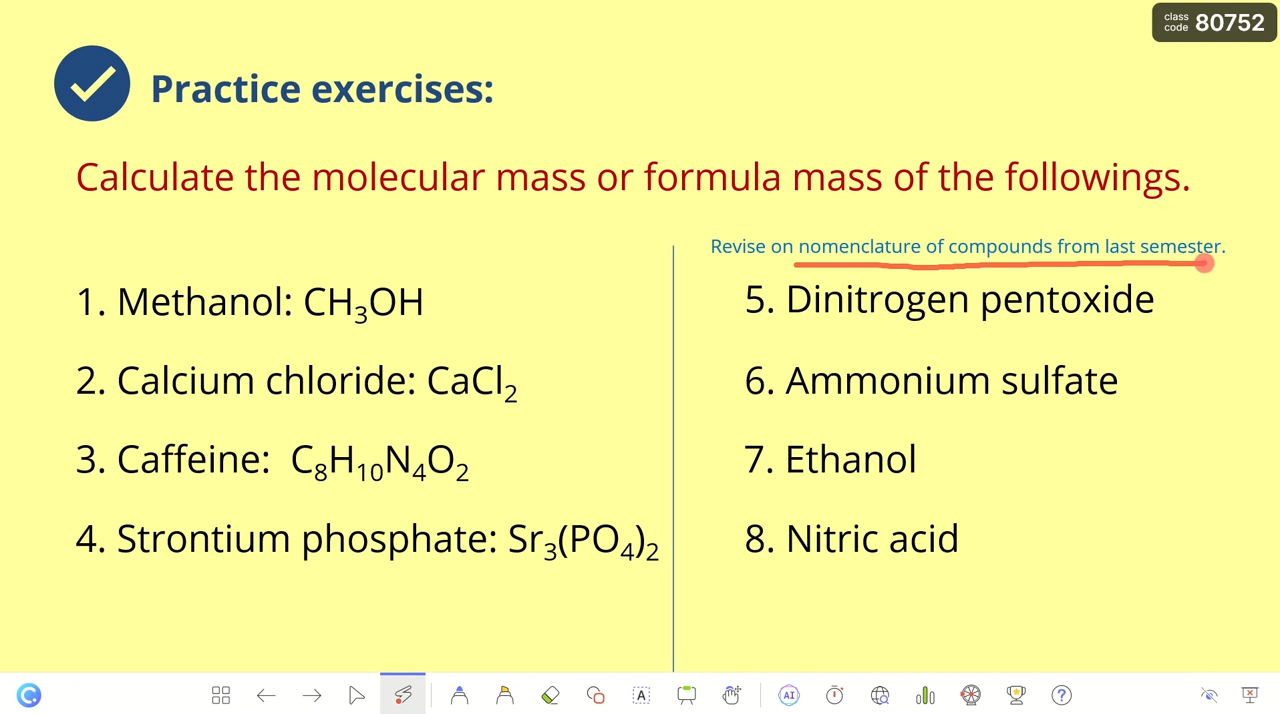 class code 80752
Practice exercises:
Calculate the molecular mass or formula mass of the followings.
Revise on nomenclature of compounds from last semester.
1. Methanol: CH₃OH
2. Calcium chloride: CaCl₂
3. Caffeine: C₈H₁₀N₄O₂
4. Strontium phosphate: Sr₃(PO₄)₂
5. Dinitrogen pentoxide
6. Ammonium sulfate
7. Ethanol
8. Nitric acid
A
AI
?